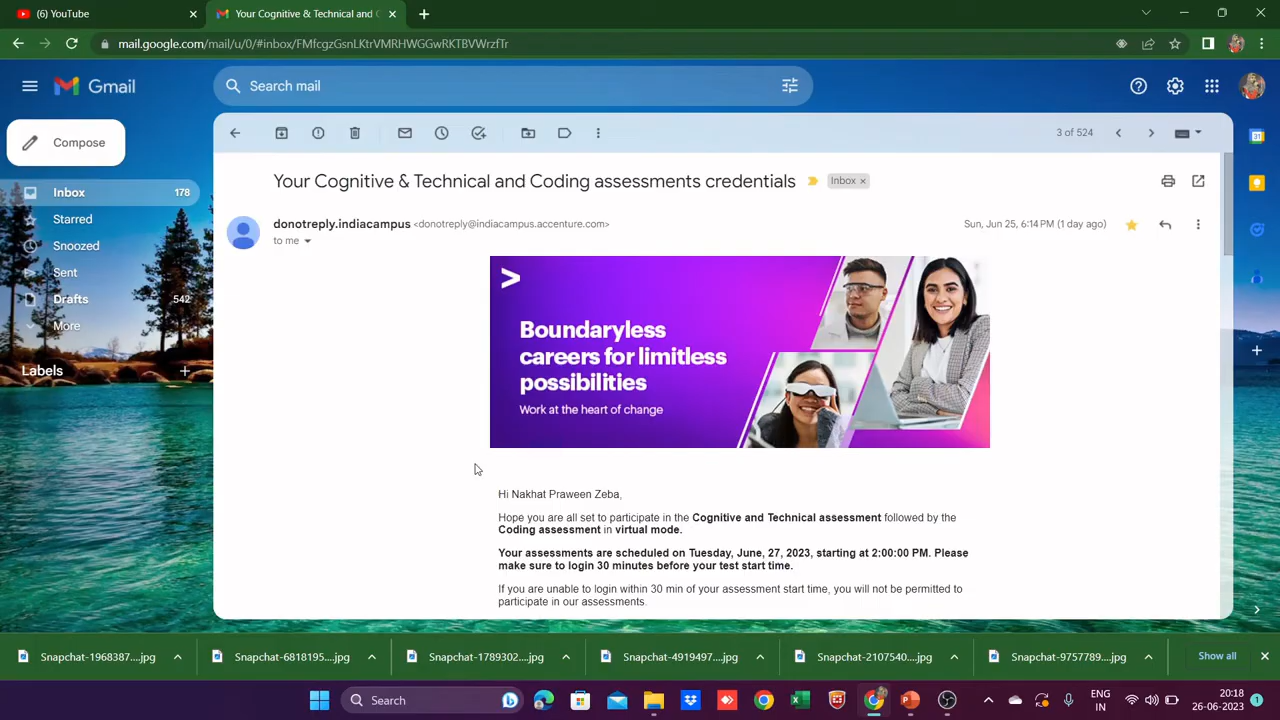 YouTube
Your Cognitive & Technical and C
mail.google.com/mail/u/0/#inbox/FMfcgzGsnLKtrVMRHWGGwRKTBVWrzfTr
Gmail
Search mail
Compose
3 of 524
Inbox 178
Starred
Snoozed
Sent
Drafts 542
More
Labels
Your Cognitive & Technical and Coding assessments credentials
Inbox ×
donotreply.indiacampus <donotreply@indiacampus.accenture.com>
Sun, Jun 25, 6:14 PM (1 day ago)
to me
Boundaryless
careers for limitless
possibilities
Work at the heart of change
Hi Nakhat Praween Zeba,
Hope you are all set to participate in the Cognitive and Technical assessment followed by the
Coding assessment in virtual mode.
Your assessments are scheduled on Tuesday, June, 27, 2023, starting at 2:00:00 PM. Please
make sure to login 30 minutes before your test start time.
If you are unable to login within 30 min of your assessment start time, you will not be permitted to
participate in our assessments.
Snapchat-1968387....jpg
Snapchat-6818195....jpg
Snapchat-1789302....jpg
Snapchat-4919497....jpg
Snapchat-2107540....jpg
Snapchat-9757789....jpg
Show all
Search
ENG
IN
20:18
26-06-2023
1